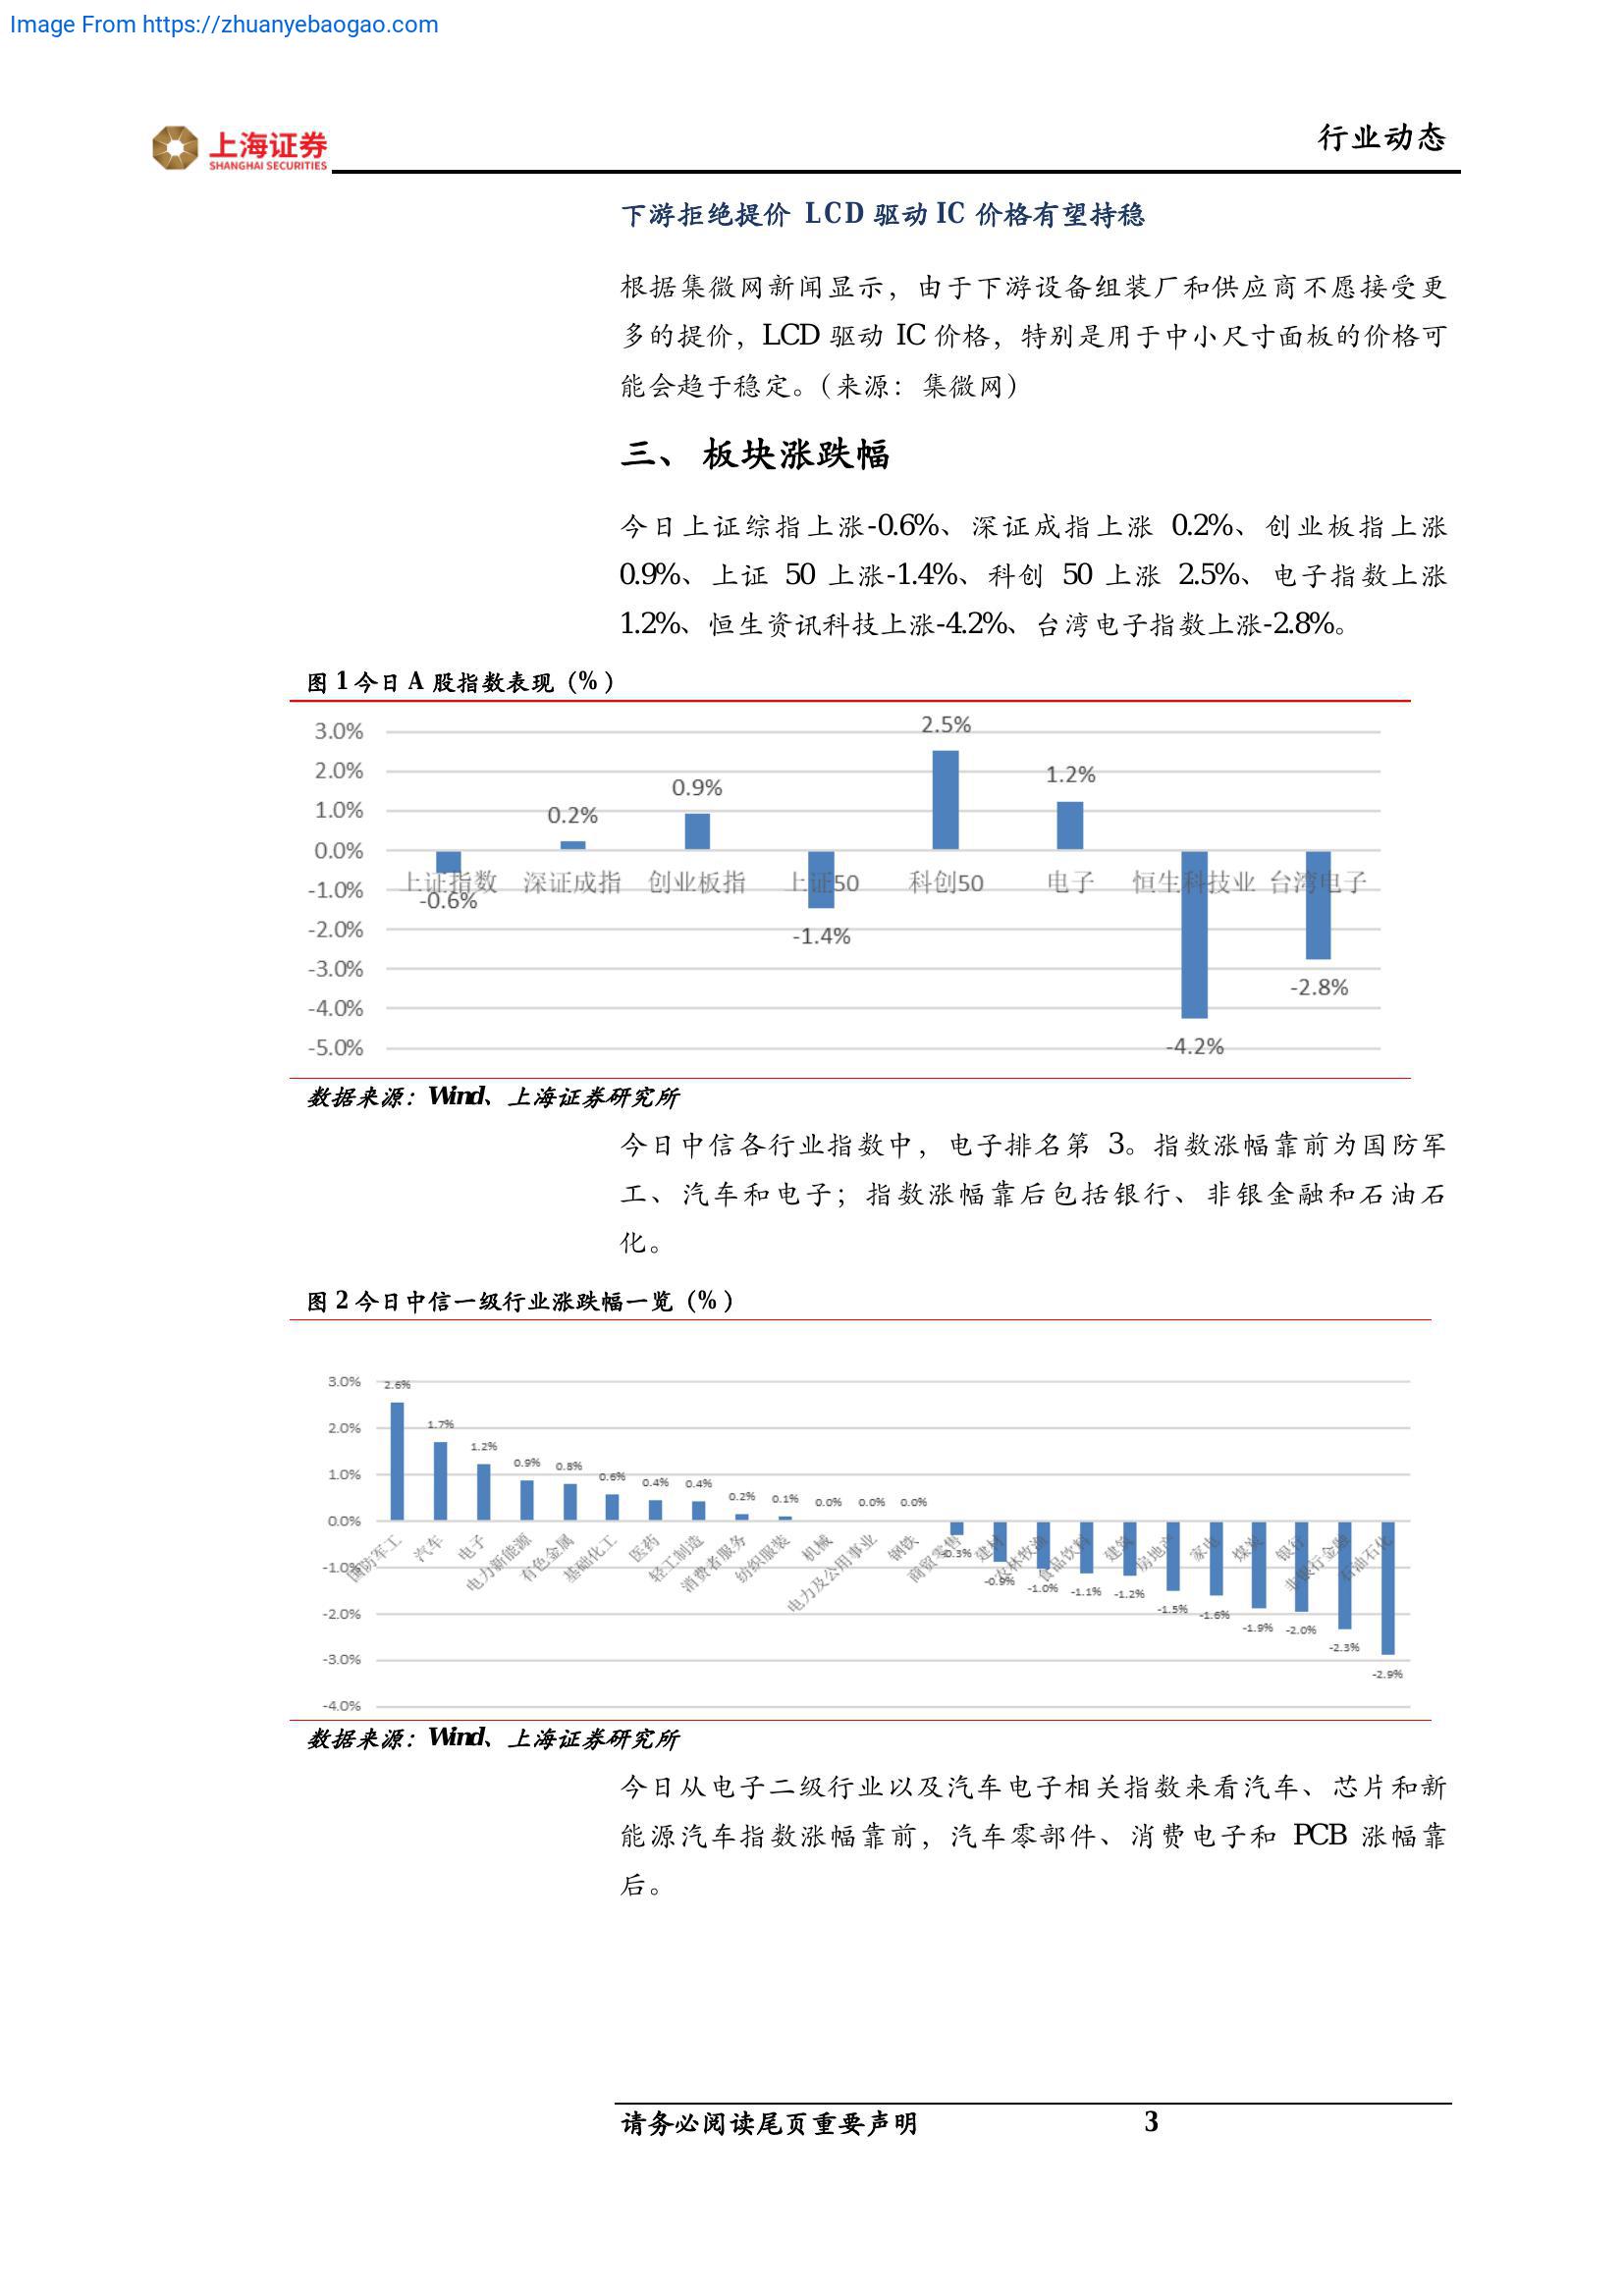 Image From https://zhuanyebaogao.com
上海证券
SHANGHAI SECURITIES
行业动态
下游拒绝提价 LCD 驱动 IC 价格有望持稳
根据集微网新闻显示，由于下游设备组装厂和供应商不愿接受更
多的提价，LCD 驱动 IC 价格，特别是用于中小尺寸面板的价格可
能会趋于稳定。（来源：集微网）
三、 板块涨跌幅
今日上证综指上涨-0.6%、深证成指上涨 0.2%、创业板指上涨
0.9%、上证 50 上涨-1.4%、科创 50 上涨 2.5%、电子指数上涨
1.2%、恒生资讯科技上涨-4.2%、台湾电子指数上涨-2.8%。
图 1 今日 A 股指数表现（%）
3.0%
2.0%
1.0%
0.0%
-1.0%
-2.0%
-3.0%
-4.0%
-5.0%
-0.6% 0.2% 0.9% -1.4% 2.5% 1.2% -4.2% -2.8%
上证指数 深证成指 创业板指 上证50 科创50 电子 恒生科技业 台湾电子
数据来源：Wind、上海证券研究所
今日中信各行业指数中，电子排名第 3。指数涨幅靠前为国防军
工、汽车和电子；指数涨幅靠后包括银行、非银金融和石油石
化。
图 2 今日中信一级行业涨跌幅一览（%）
3.0%
2.0%
1.0%
0.0%
-1.0%
-2.0%
-3.0%
-4.0%
2.6% 1.7% 1.2% 0.9% 0.8% 0.6% 0.4% 0.4% 0.2% 0.1% 0.0% 0.0% 0.0% -0.3% -0.9% -1.0% -1.1% -1.2% -1.5% -1.6% -1.9% -2.0% -2.3% -2.9%
国防军工 汽车 电子 电力新能源 有色金属 基础化工 医药 轻工制造 消费者服务 纺织服装 机械 电力及公用事业 钢铁 商贸零售 建材 农林牧渔 食品饮料 建筑 房地产 家电 煤炭 银行 非银行金融 石油石化
数据来源：Wind、上海证券研究所
今日从电子二级行业以及汽车电子相关指数来看汽车、芯片和新
能源汽车指数涨幅靠前，汽车零部件、消费电子和 PCB 涨幅靠
后。
请务必阅读尾页重要声明 3